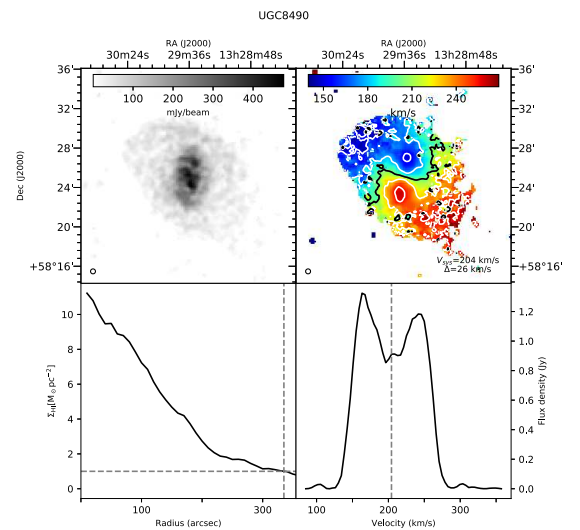 UGC8490
RA (J2000)
30m24s 29m36s 13h28m48s
RA (J2000)
30m24s 29m36s 13h28m48s
36'
32'
28'
24'
20'
+58°16'
Dec (J2000)
100 200 300 400
mJy/beam
150 180 210 240
km/s
V_sys=204 km/s
Δ=26 km/s
36'
32'
28'
24'
20'
+58°16'
Σ_HI[M_⊙ pc⁻²]
10
8
6
4
2
0
100 200 300
Radius (arcsec)
100 200 300
Velocity (km/s)
1.2
1.0
0.8
0.6
0.4
0.2
0.0
Flux density (Jy)